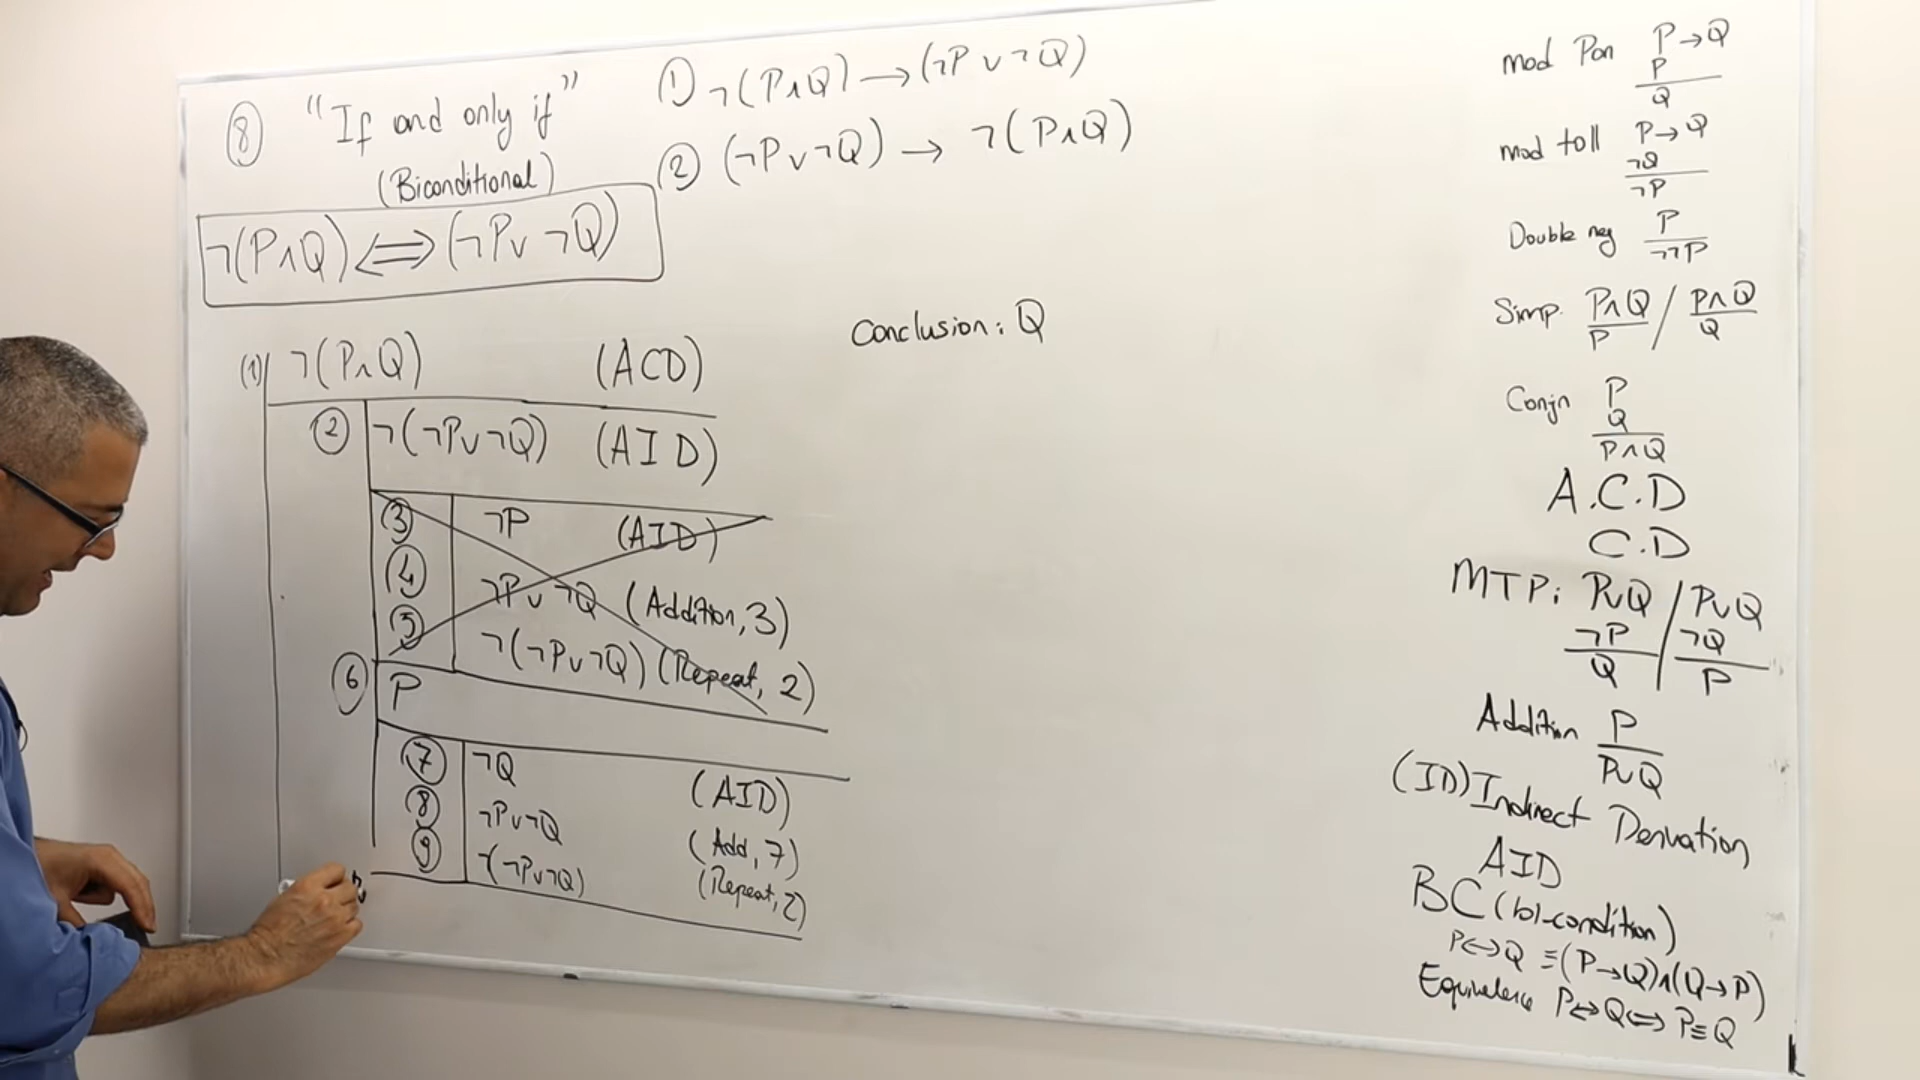 ⑧ "If and only if"
(Biconditional)
¬(P∧Q) ⟺ (¬P∨¬Q)
① ¬(P∧Q) → (¬P∨¬Q)
② (¬P∨¬Q) → ¬(P∧Q)
Conclusion: Q
(1) ¬(P∧Q) (ACD)
② ¬(¬P∨¬Q) (AID)
③ ¬P (AID)
④ ¬P∨¬Q (Addition, 3)
⑤ ¬(¬P∨¬Q) (Repeat, 2)
⑥ P
⑦ ¬Q (AID)
⑧ ¬P∨¬Q (Add, 7)
⑨ ¬(¬P∨¬Q) (Repeat, 2)
mod Pon P→Q
P
Q
mod toll P→Q
¬Q
¬P
Double neg P
¬¬P
Simp. P∧Q / P∧Q
P Q
Conjn P
Q
P∧Q
A.C.D
C.D
MTP: P∨Q / P∨Q
¬P ¬Q
Q P
Addition P
P∨Q
(ID) Indirect Derivation
AID
BC (bi-condition)
P↔Q ≡ (P→Q)∧(Q→P)
Equivalence P⇔Q ⟺ P≡Q